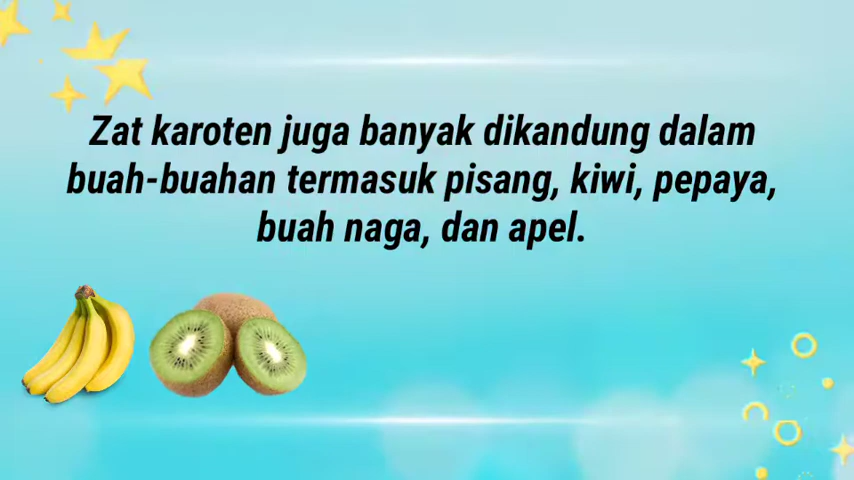 Zat karoten juga banyak dikandung dalam
buah-buahan termasuk pisang, kiwi, pepaya,
buah naga, dan apel.